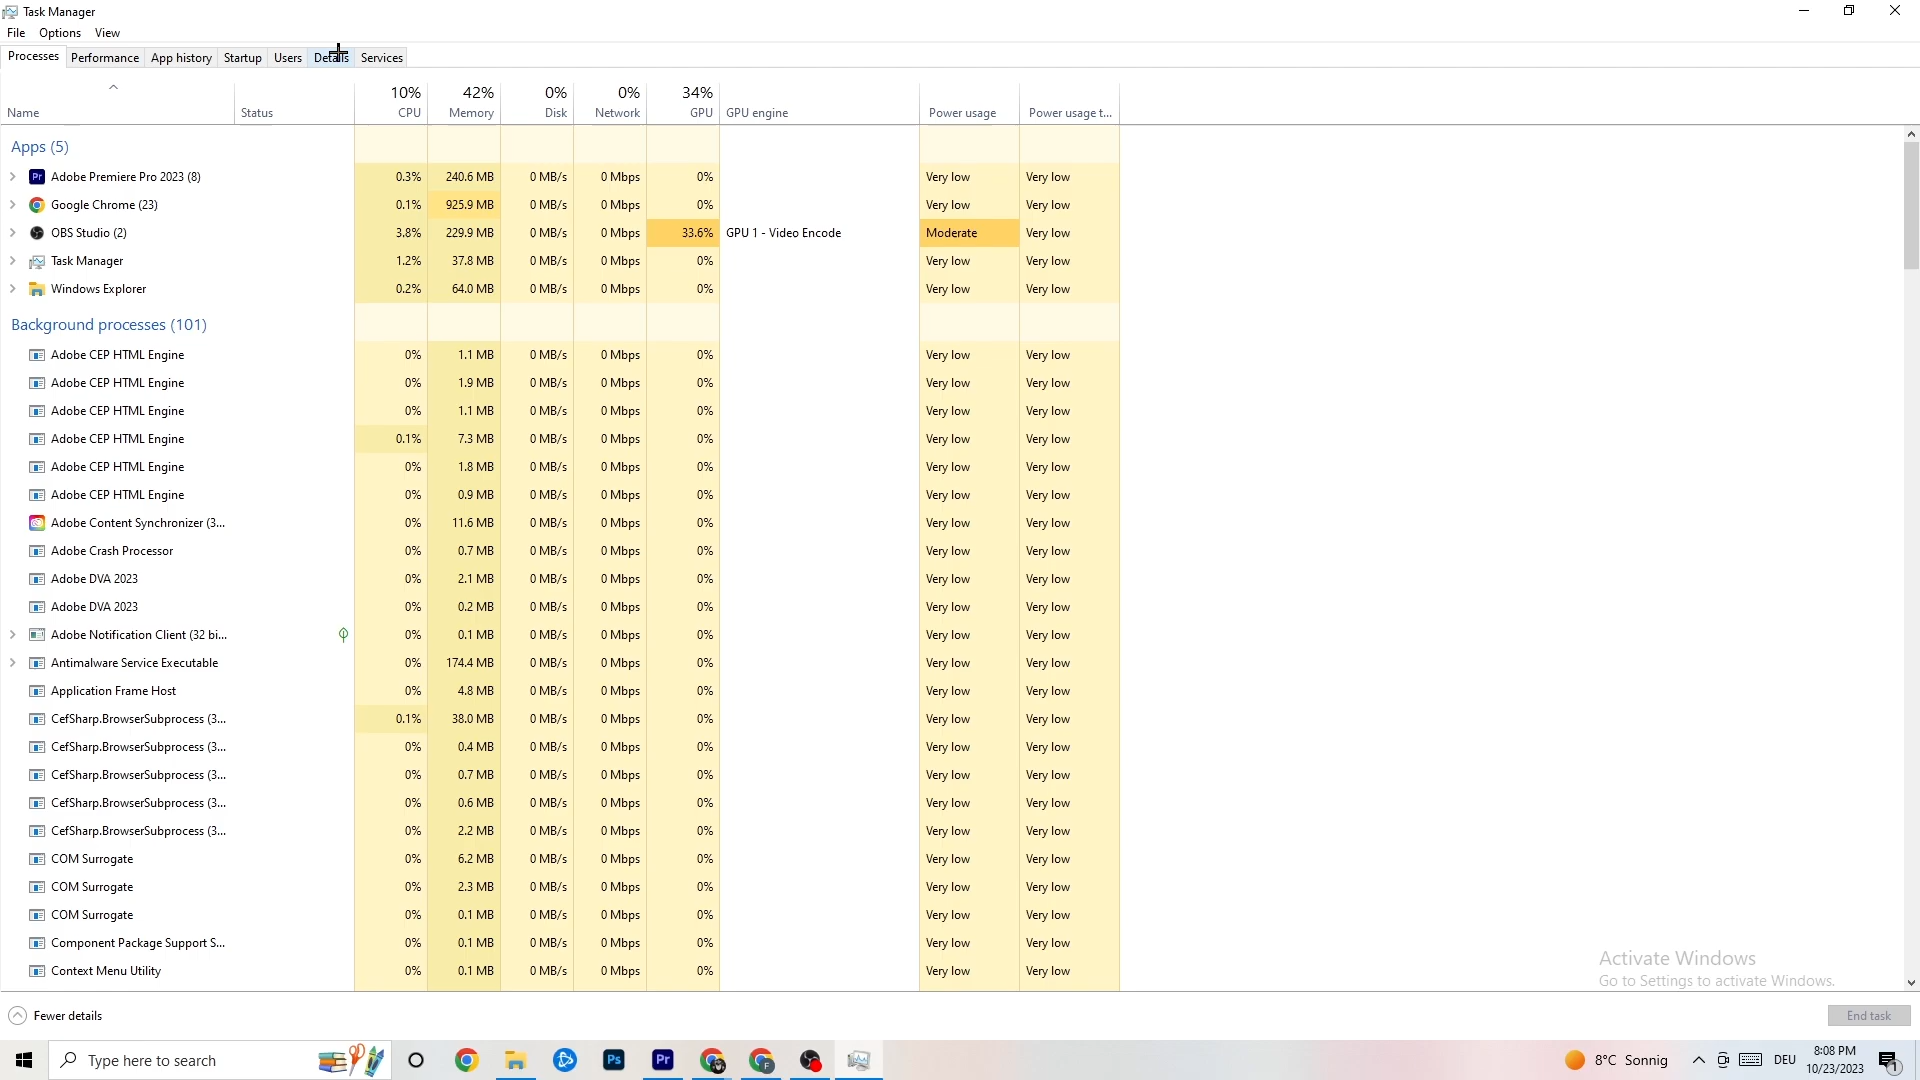 Task Manager
File Options View
Processes Performance App history Startup Users Details Services
10% 42% 0% 0% 34%
Name Status CPU Memory Disk Network GPU GPU engine Power usage Power usage t...
Apps (5)
Adobe Premiere Pro 2023 (8) 0.3% 240.6 MB 0 MB/s 0 Mbps 0% Very low Very low
Google Chrome (23) 0.1% 925.9 MB 0 MB/s 0 Mbps 0% Very low Very low
OBS Studio (2) 3.8% 229.9 MB 0 MB/s 0 Mbps 33.6% GPU 1 - Video Encode Moderate Very low
Task Manager 1.2% 37.8 MB 0 MB/s 0 Mbps 0% Very low Very low
Windows Explorer 0.2% 64.0 MB 0 MB/s 0 Mbps 0% Very low Very low
Background processes (101)
Adobe CEP HTML Engine 0% 1.1 MB 0 MB/s 0 Mbps 0% Very low Very low
Adobe CEP HTML Engine 0% 1.9 MB 0 MB/s 0 Mbps 0% Very low Very low
Adobe CEP HTML Engine 0% 1.1 MB 0 MB/s 0 Mbps 0% Very low Very low
Adobe CEP HTML Engine 0.1% 7.3 MB 0 MB/s 0 Mbps 0% Very low Very low
Adobe CEP HTML Engine 0% 1.8 MB 0 MB/s 0 Mbps 0% Very low Very low
Adobe CEP HTML Engine 0% 0.9 MB 0 MB/s 0 Mbps 0% Very low Very low
Adobe Content Synchronizer (3... 0% 11.6 MB 0 MB/s 0 Mbps 0% Very low Very low
Adobe Crash Processor 0% 0.7 MB 0 MB/s 0 Mbps 0% Very low Very low
Adobe DVA 2023 0% 2.1 MB 0 MB/s 0 Mbps 0% Very low Very low
Adobe DVA 2023 0% 0.2 MB 0 MB/s 0 Mbps 0% Very low Very low
Adobe Notification Client (32 bi... 0% 0.1 MB 0 MB/s 0 Mbps 0% Very low Very low
Antimalware Service Executable 0% 174.4 MB 0 MB/s 0 Mbps 0% Very low Very low
Application Frame Host 0% 4.8 MB 0 MB/s 0 Mbps 0% Very low Very low
CefSharp.BrowserSubprocess (3... 0.1% 38.0 MB 0 MB/s 0 Mbps 0% Very low Very low
CefSharp.BrowserSubprocess (3... 0% 0.4 MB 0 MB/s 0 Mbps 0% Very low Very low
CefSharp.BrowserSubprocess (3... 0% 0.7 MB 0 MB/s 0 Mbps 0% Very low Very low
CefSharp.BrowserSubprocess (3... 0% 0.6 MB 0 MB/s 0 Mbps 0% Very low Very low
CefSharp.BrowserSubprocess (3... 0% 2.2 MB 0 MB/s 0 Mbps 0% Very low Very low
COM Surrogate 0% 6.2 MB 0 MB/s 0 Mbps 0% Very low Very low
COM Surrogate 0% 2.3 MB 0 MB/s 0 Mbps 0% Very low Very low
COM Surrogate 0% 0.1 MB 0 MB/s 0 Mbps 0% Very low Very low
Component Package Support S... 0% 0.1 MB 0 MB/s 0 Mbps 0% Very low Very low
Context Menu Utility 0% 0.1 MB 0 MB/s 0 Mbps 0% Very low Very low
Activate Windows
Go to Settings to activate Windows.
Fewer details End task
Type here to search Ps Pr F 8°C Sonnig DEU 8:08 PM
10/23/2023 1